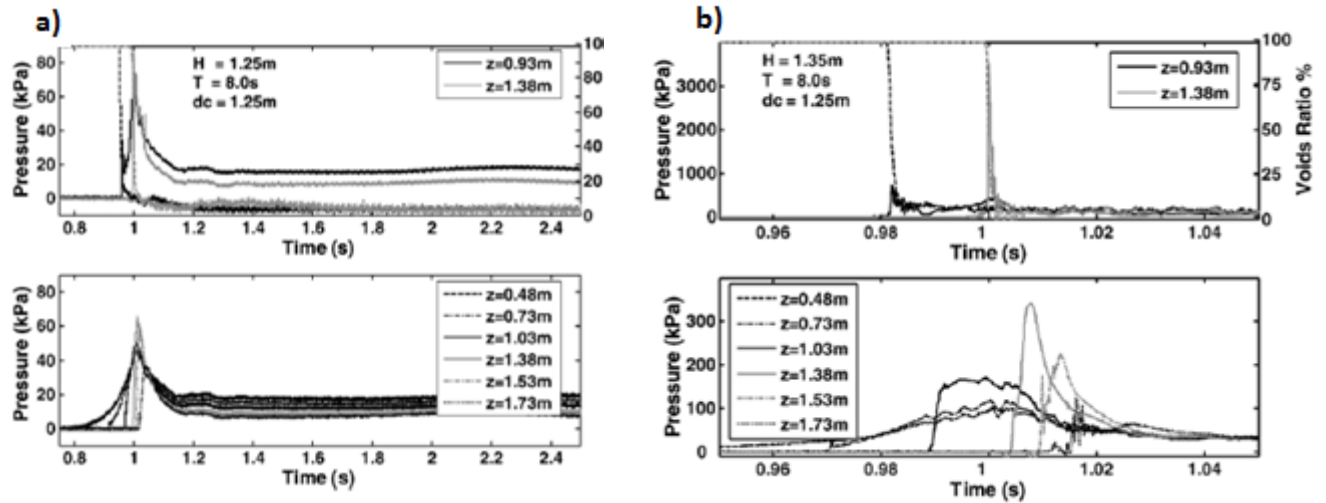 a)
Pressure (kPa)
80
60
40
20
0
H = 1.25m
T = 8.0s
dc = 1.25m
z=0.93m
z=1.38m
100
80
60
40
20
0
0.8 1 1.2 1.4 1.6 1.8 2 2.2 2.4
Time (s)
Pressure (kPa)
80
60
40
20
0
z=0.48m
z=0.73m
z=1.03m
z=1.38m
z=1.53m
z=1.73m
0.8 1 1.2 1.4 1.6 1.8 2 2.2 2.4
Time (s)
b)
Pressure (kPa)
3000
2000
1000
0
H = 1.35m
T = 8.0s
dc = 1.25m
z=0.93m
z=1.38m
100
75
50
25
0
Voids Ratio %
0.96 0.98 1 1.02 1.04
Time (s)
Pressure (kPa)
300
200
100
0
z=0.48m
z=0.73m
z=1.03m
z=1.38m
z=1.53m
z=1.73m
0.96 0.98 1 1.02 1.04
Time (s)